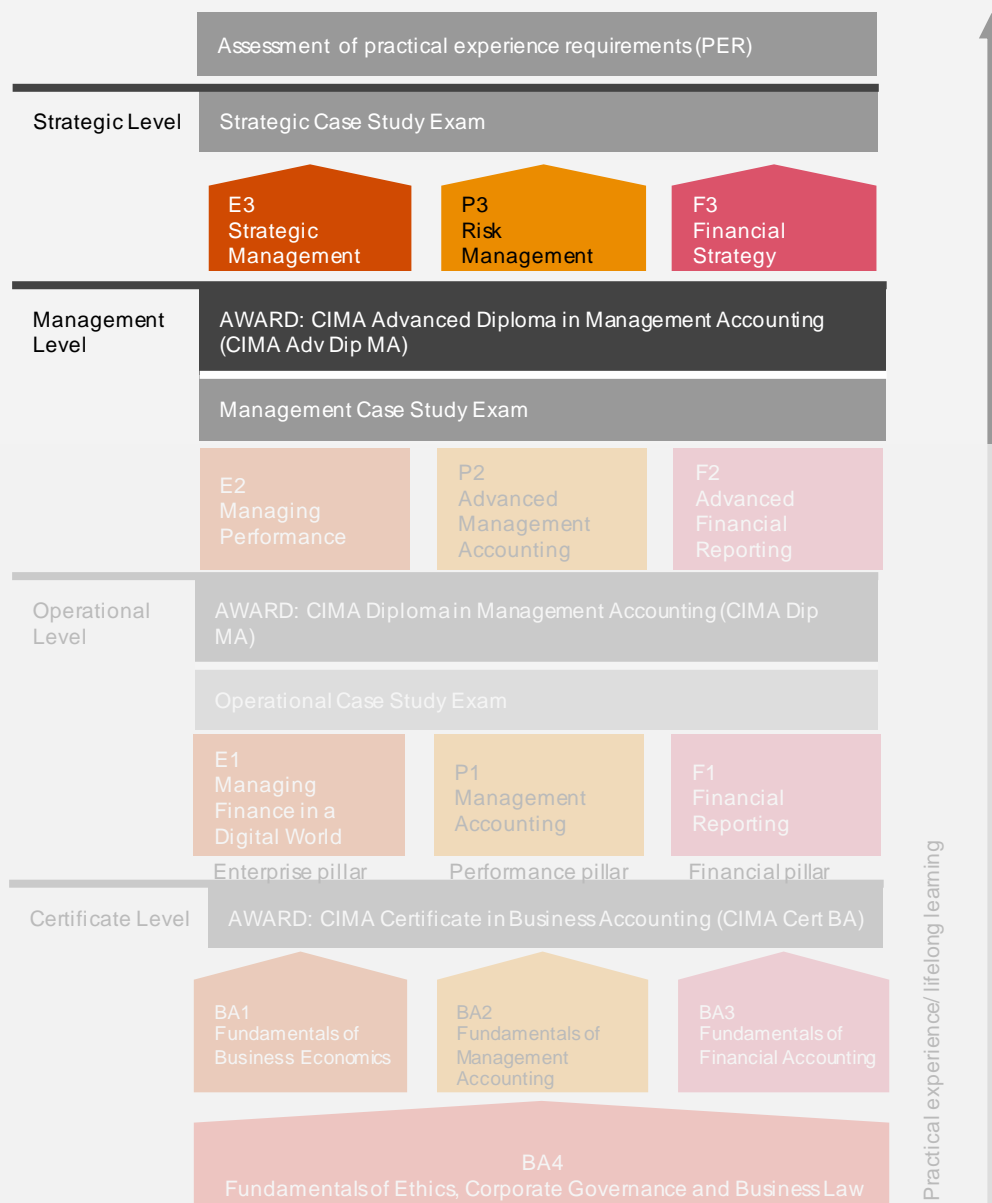 Assessment of practical experience requirements (PER)
Strategic Level
Strategic Case Study Exam
E3
Strategic
Management
P3
Risk
Management
F3
Financial
Strategy
Management
Level
AWARD: CIMA Advanced Diploma in Management Accounting
(CIMA Adv Dip MA)
Management Case Study Exam
E2
Managing
Performance
P2
Advanced
Management
Accounting
F2
Advanced
Financial
Reporting
Operational
Level
AWARD: CIMA Diploma in Management Accounting (CIMA Dip
MA)
Operational Case Study Exam
E1
Managing
Finance in a
Digital World
P1
Management
Accounting
F1
Financial
Reporting
Enterprise pillar
Performance pillar
Financial pillar
Certificate Level
AWARD: CIMA Certificate in Business Accounting (CIMA Cert BA)
BA1
Fundamentals of
Business Economics
BA2
Fundamentals of
Management
Accounting
BA3
Fundamentals of
Financial Accounting
BA4
Fundamentals of Ethics, Corporate Governance and Business Law
Practical experience/ lifelong learning